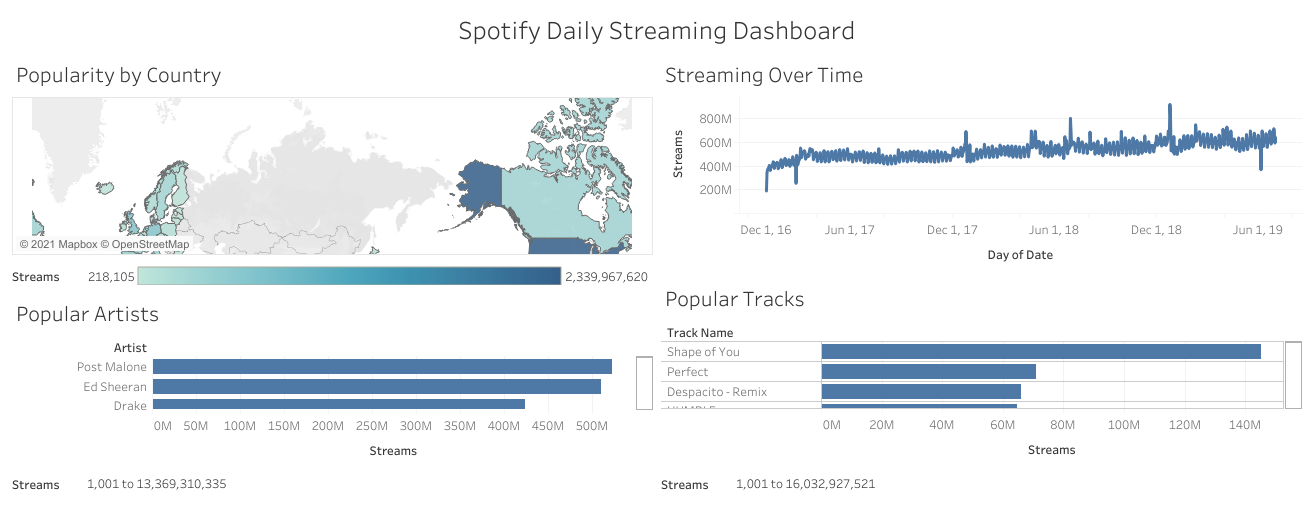 Spotify Daily Streaming Dashboard
Popularity by Country
© 2021 Mapbox © OpenStreetMap
Streams 218,105 2,339,967,620
Streaming Over Time
Streams
800M
600M
400M
200M
Dec 1, 16 Jun 1, 17 Dec 1, 17 Jun 1, 18 Dec 1, 18 Jun 1, 19
Day of Date
Popular Artists
Artist
Post Malone
Ed Sheeran
Drake
0M 50M 100M 150M 200M 250M 300M 350M 400M 450M 500M
Streams
Streams 1,001 to 13,369,310,335
Popular Tracks
Track Name
Shape of You
Perfect
Despacito - Remix
0M 20M 40M 60M 80M 100M 120M 140M
Streams
Streams 1,001 to 16,032,927,521